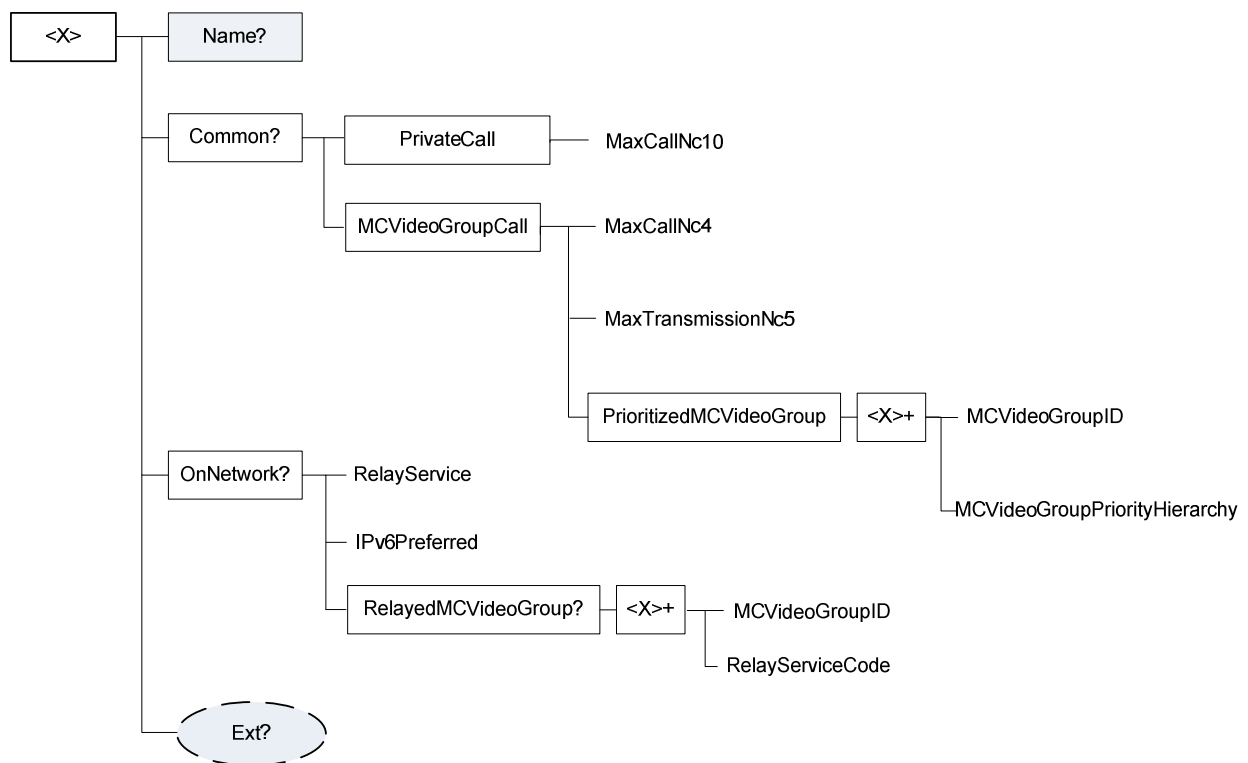 <X>
Name?
Common?
PrivateCall
MaxCallNc10
MCVideoGroupCall
MaxCallNc4
MaxTransmissionNc5
PrioritizedMCVideoGroup
<X>+
MCVideoGroupID
MCVideoGroupPriorityHierarchy
OnNetwork?
RelayService
IPv6Preferred
RelayedMCVideoGroup?
<X>+
MCVideoGroupID
RelayServiceCode
Ext?